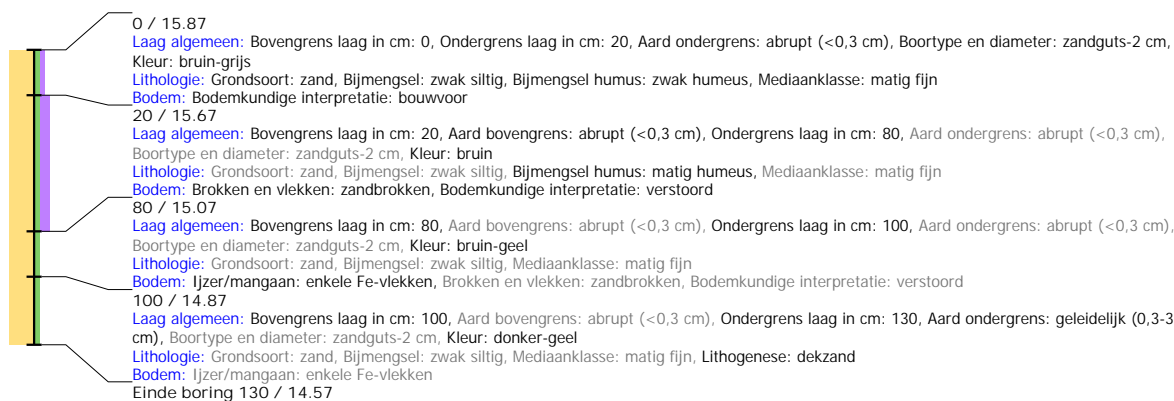 0 / 15.87
Laag algemeen: Bovengrens laag in cm: 0, Ondergrens laag in cm: 20, Aard ondergrens: abrupt (<0,3 cm), Boortype en diameter: zandguts-2 cm,
Kleur: bruin-grijs
Lithologie: Grondsoort: zand, Bijmengsel: zwak siltig, Bijmengsel humus: zwak humeus, Mediaanklasse: matig fijn
Bodem: Bodemkundige interpretatie: bouwvoor
20 / 15.67
Laag algemeen: Bovengrens laag in cm: 20, Aard bovengrens: abrupt (<0,3 cm), Ondergrens laag in cm: 80, Aard ondergrens: abrupt (<0,3 cm),
Boortype en diameter: zandguts-2 cm, Kleur: bruin
Lithologie: Grondsoort: zand, Bijmengsel: zwak siltig, Bijmengsel humus: matig humeus, Mediaanklasse: matig fijn
Bodem: Brokken en vlekken: zandbrokken, Bodemkundige interpretatie: verstoord
80 / 15.07
Laag algemeen: Bovengrens laag in cm: 80, Aard bovengrens: abrupt (<0,3 cm), Ondergrens laag in cm: 100, Aard ondergrens: abrupt (<0,3 cm),
Boortype en diameter: zandguts-2 cm, Kleur: bruin-geel
Lithologie: Grondsoort: zand, Bijmengsel: zwak siltig, Mediaanklasse: matig fijn
Bodem: Ijzer/mangaan: enkele Fe-vlekken, Brokken en vlekken: zandbrokken, Bodemkundige interpretatie: verstoord
100 / 14.87
Laag algemeen: Bovengrens laag in cm: 100, Aard bovengrens: abrupt (<0,3 cm), Ondergrens laag in cm: 130, Aard ondergrens: geleidelijk (0,3-3
cm), Boortype en diameter: zandguts-2 cm, Kleur: donker-geel
Lithologie: Grondsoort: zand, Bijmengsel: zwak siltig, Mediaanklasse: matig fijn, Lithogenese: dekzand
Bodem: Ijzer/mangaan: enkele Fe-vlekken
Einde boring 130 / 14.57